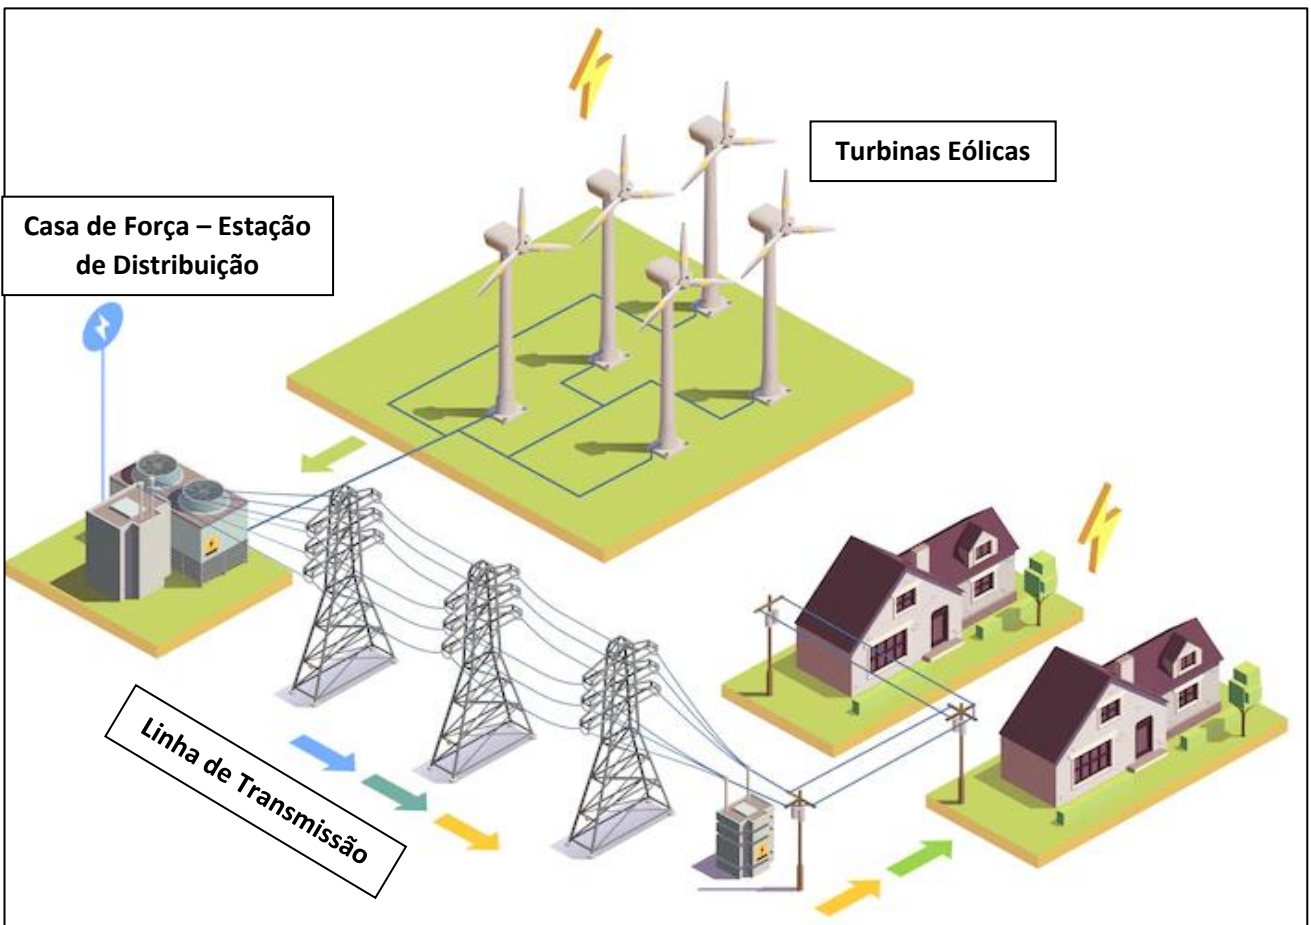 Turbinas Eólicas
Casa de Força – Estação
de Distribuição
Linha de Transmissão